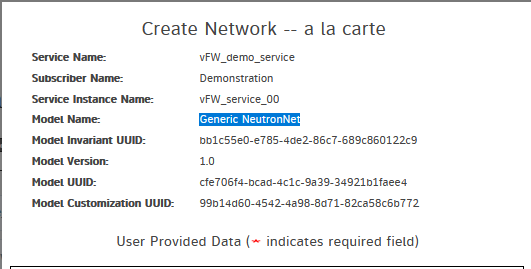 Create Network -- a la carte
Service Name: vFW_demo_service
Subscriber Name: Demonstration
Service Instance Name: vFW_service_00
Model Name: Generic NeutronNet
Model Invariant UUID: bb1c55e0-e785-4de2-86c7-689c860122c9
Model Version: 1.0
Model UUID: cfe706f4-bcad-4c1c-9a39-34921b1faee4
Model Customization UUID: 99b14d60-4542-4a98-8d71-82ca58c6b772
User Provided Data (* indicates required field)